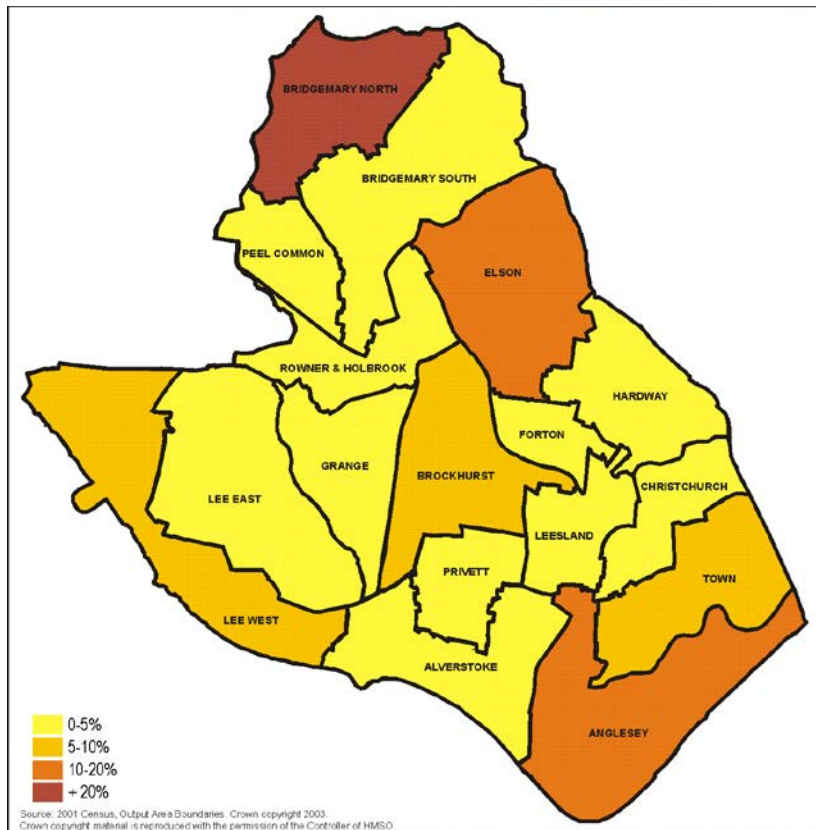 BRIDGEMARY NORTH
BRIDGEMARY SOUTH
PEEL COMMON
ELSON
ROWNER & HOLBROOK
HARDWAY
FORTON
GRANGE
BROCKHURST
CHRISTCHURCH
LEE EAST
LEESLAND
PRIVETT
TOWN
LEE WEST
ALVERSTOKE
ANGLESEY
0-5%
5-10%
10-20%
+ 20%
Source: 2001 Census, Output Area Boundaries. Crown copyright 2003.
Crown copyright material is reproduced with the permission of the Controller of HMSO